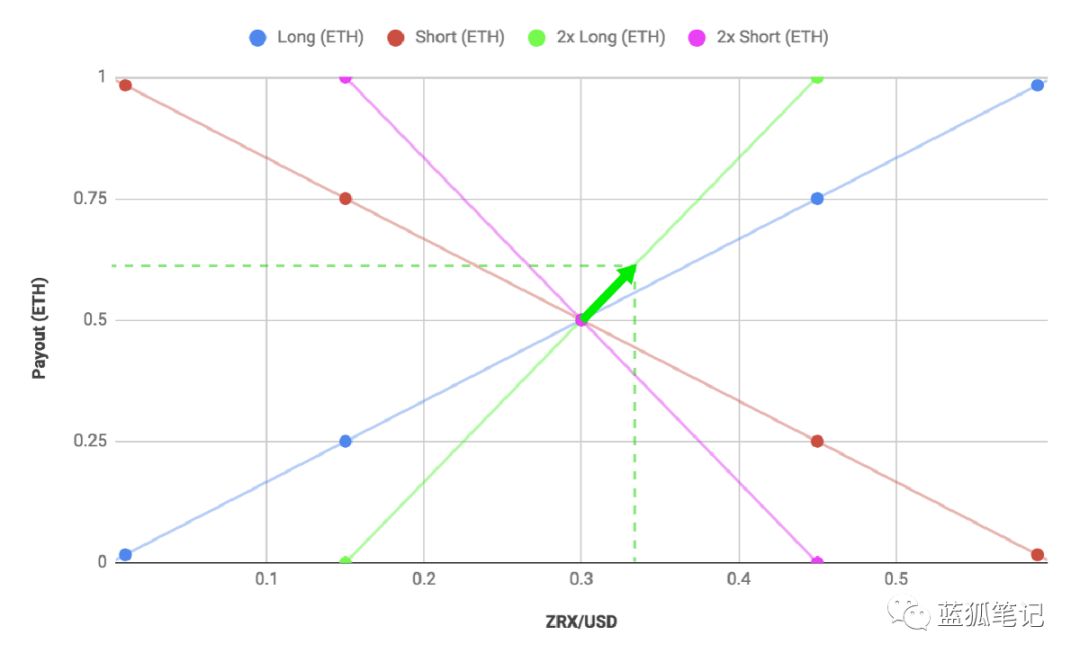 Long (ETH) Short (ETH) 2x Long (ETH) 2x Short (ETH)
1
0.75
0.5
0.25
0
Payout (ETH)
0.1 0.2 0.3 0.4 0.5
ZRX/USD
蓝狐笔记